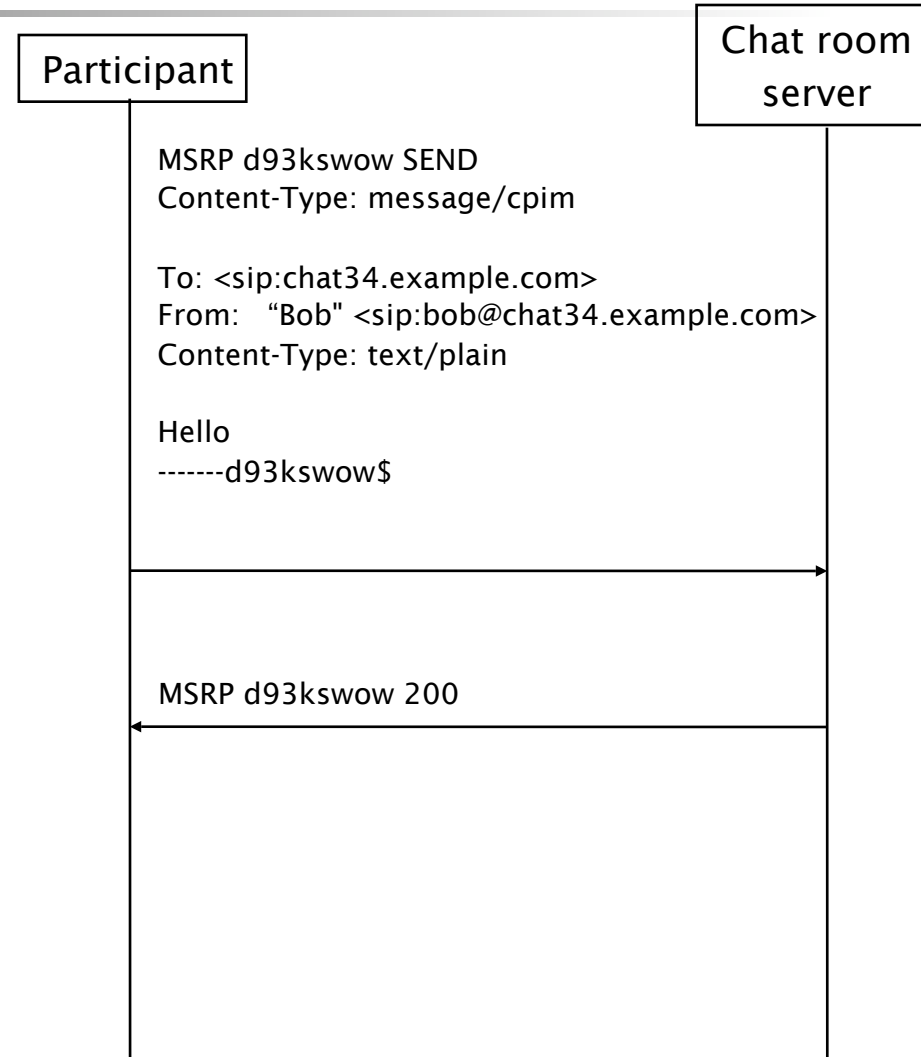 Participant
Chat room
server
MSRP d93kswow SEND
Content-Type: message/cpim
To: <sip:chat34.example.com>
From: “Bob" <sip:bob@chat34.example.com>
Content-Type: text/plain
Hello
-------d93kswow$
MSRP d93kswow 200